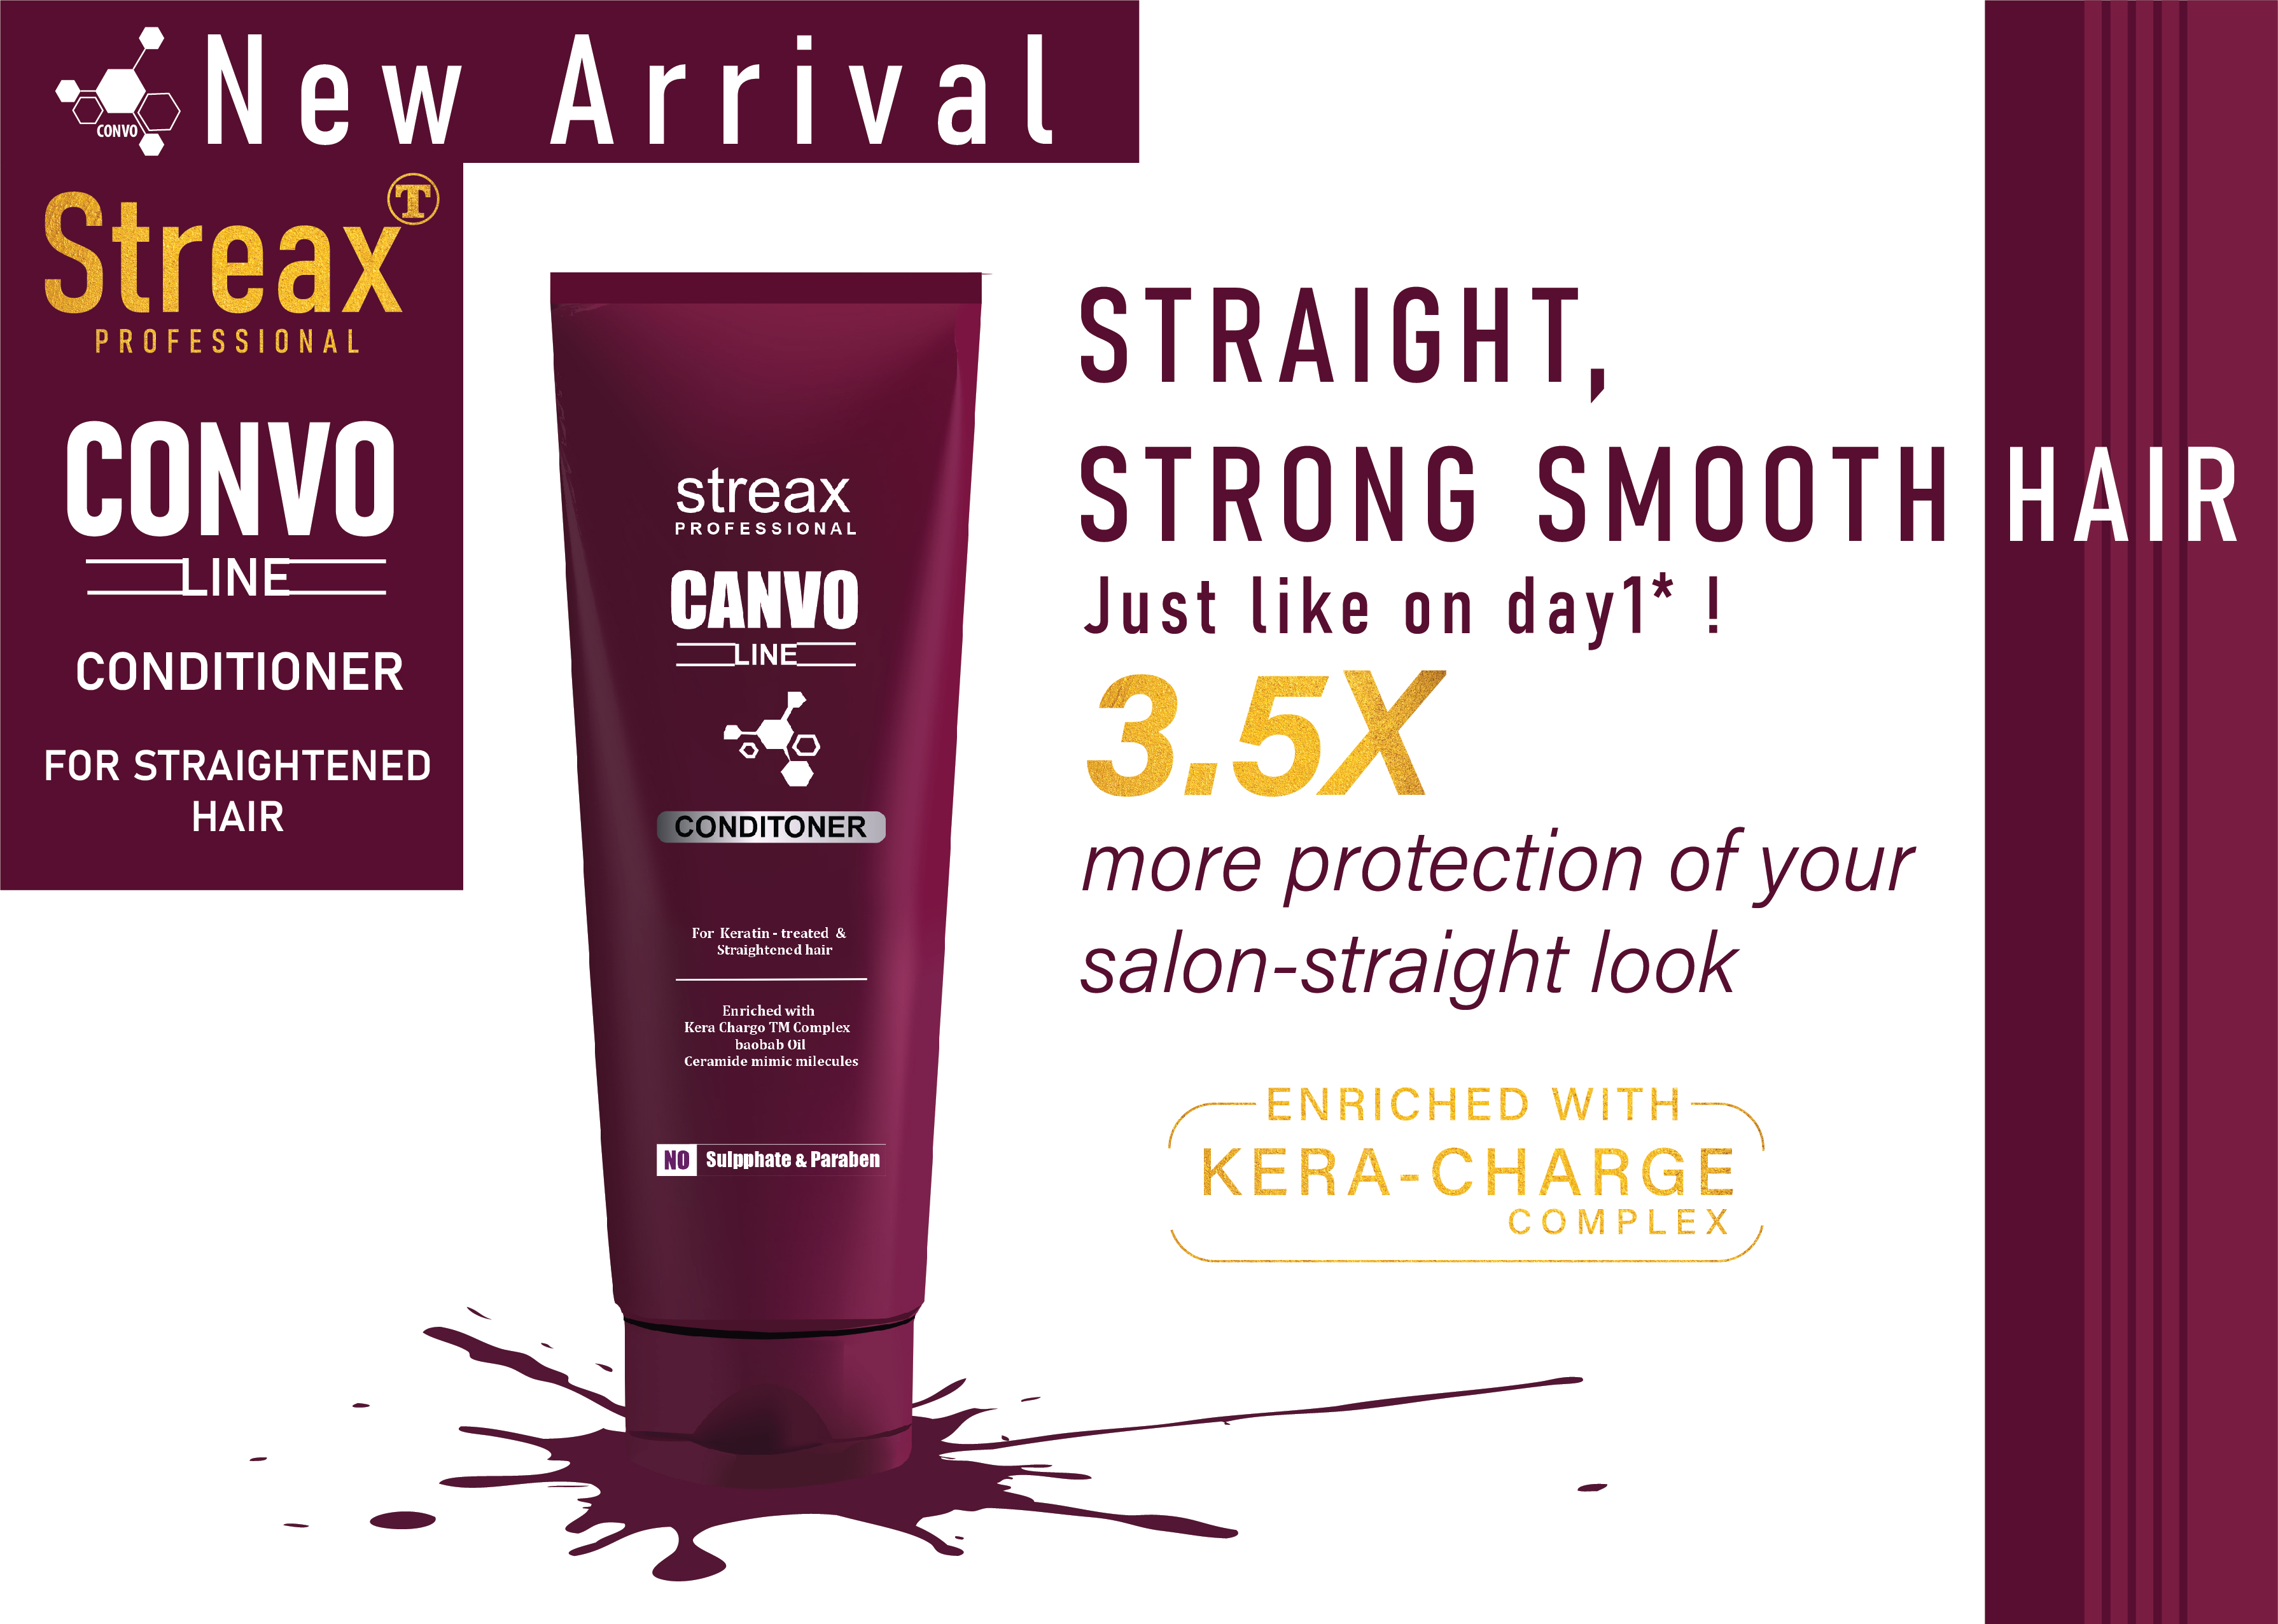 CONVO
New Arrival
Streax T
PROFESSIONAL
CONVO
LINE
CONDITIONER
FOR STRAIGHTENED
HAIR
streax
PROFESSIONAL
CANVO
LINE
CONDITONER
For Keratin - treated &
Straightened hair
Enriched with
Kera Chargo TM Complex
baobab Oil
Ceramide mimic milecules
NO Sulpphate & Paraben
STRAIGHT,
STRONG SMOOTH HAIR
Just like on day1* !
3.5X
more protection of your
salon-straight look
ENRICHED WITH
KERA-CHARGE
COMPLEX